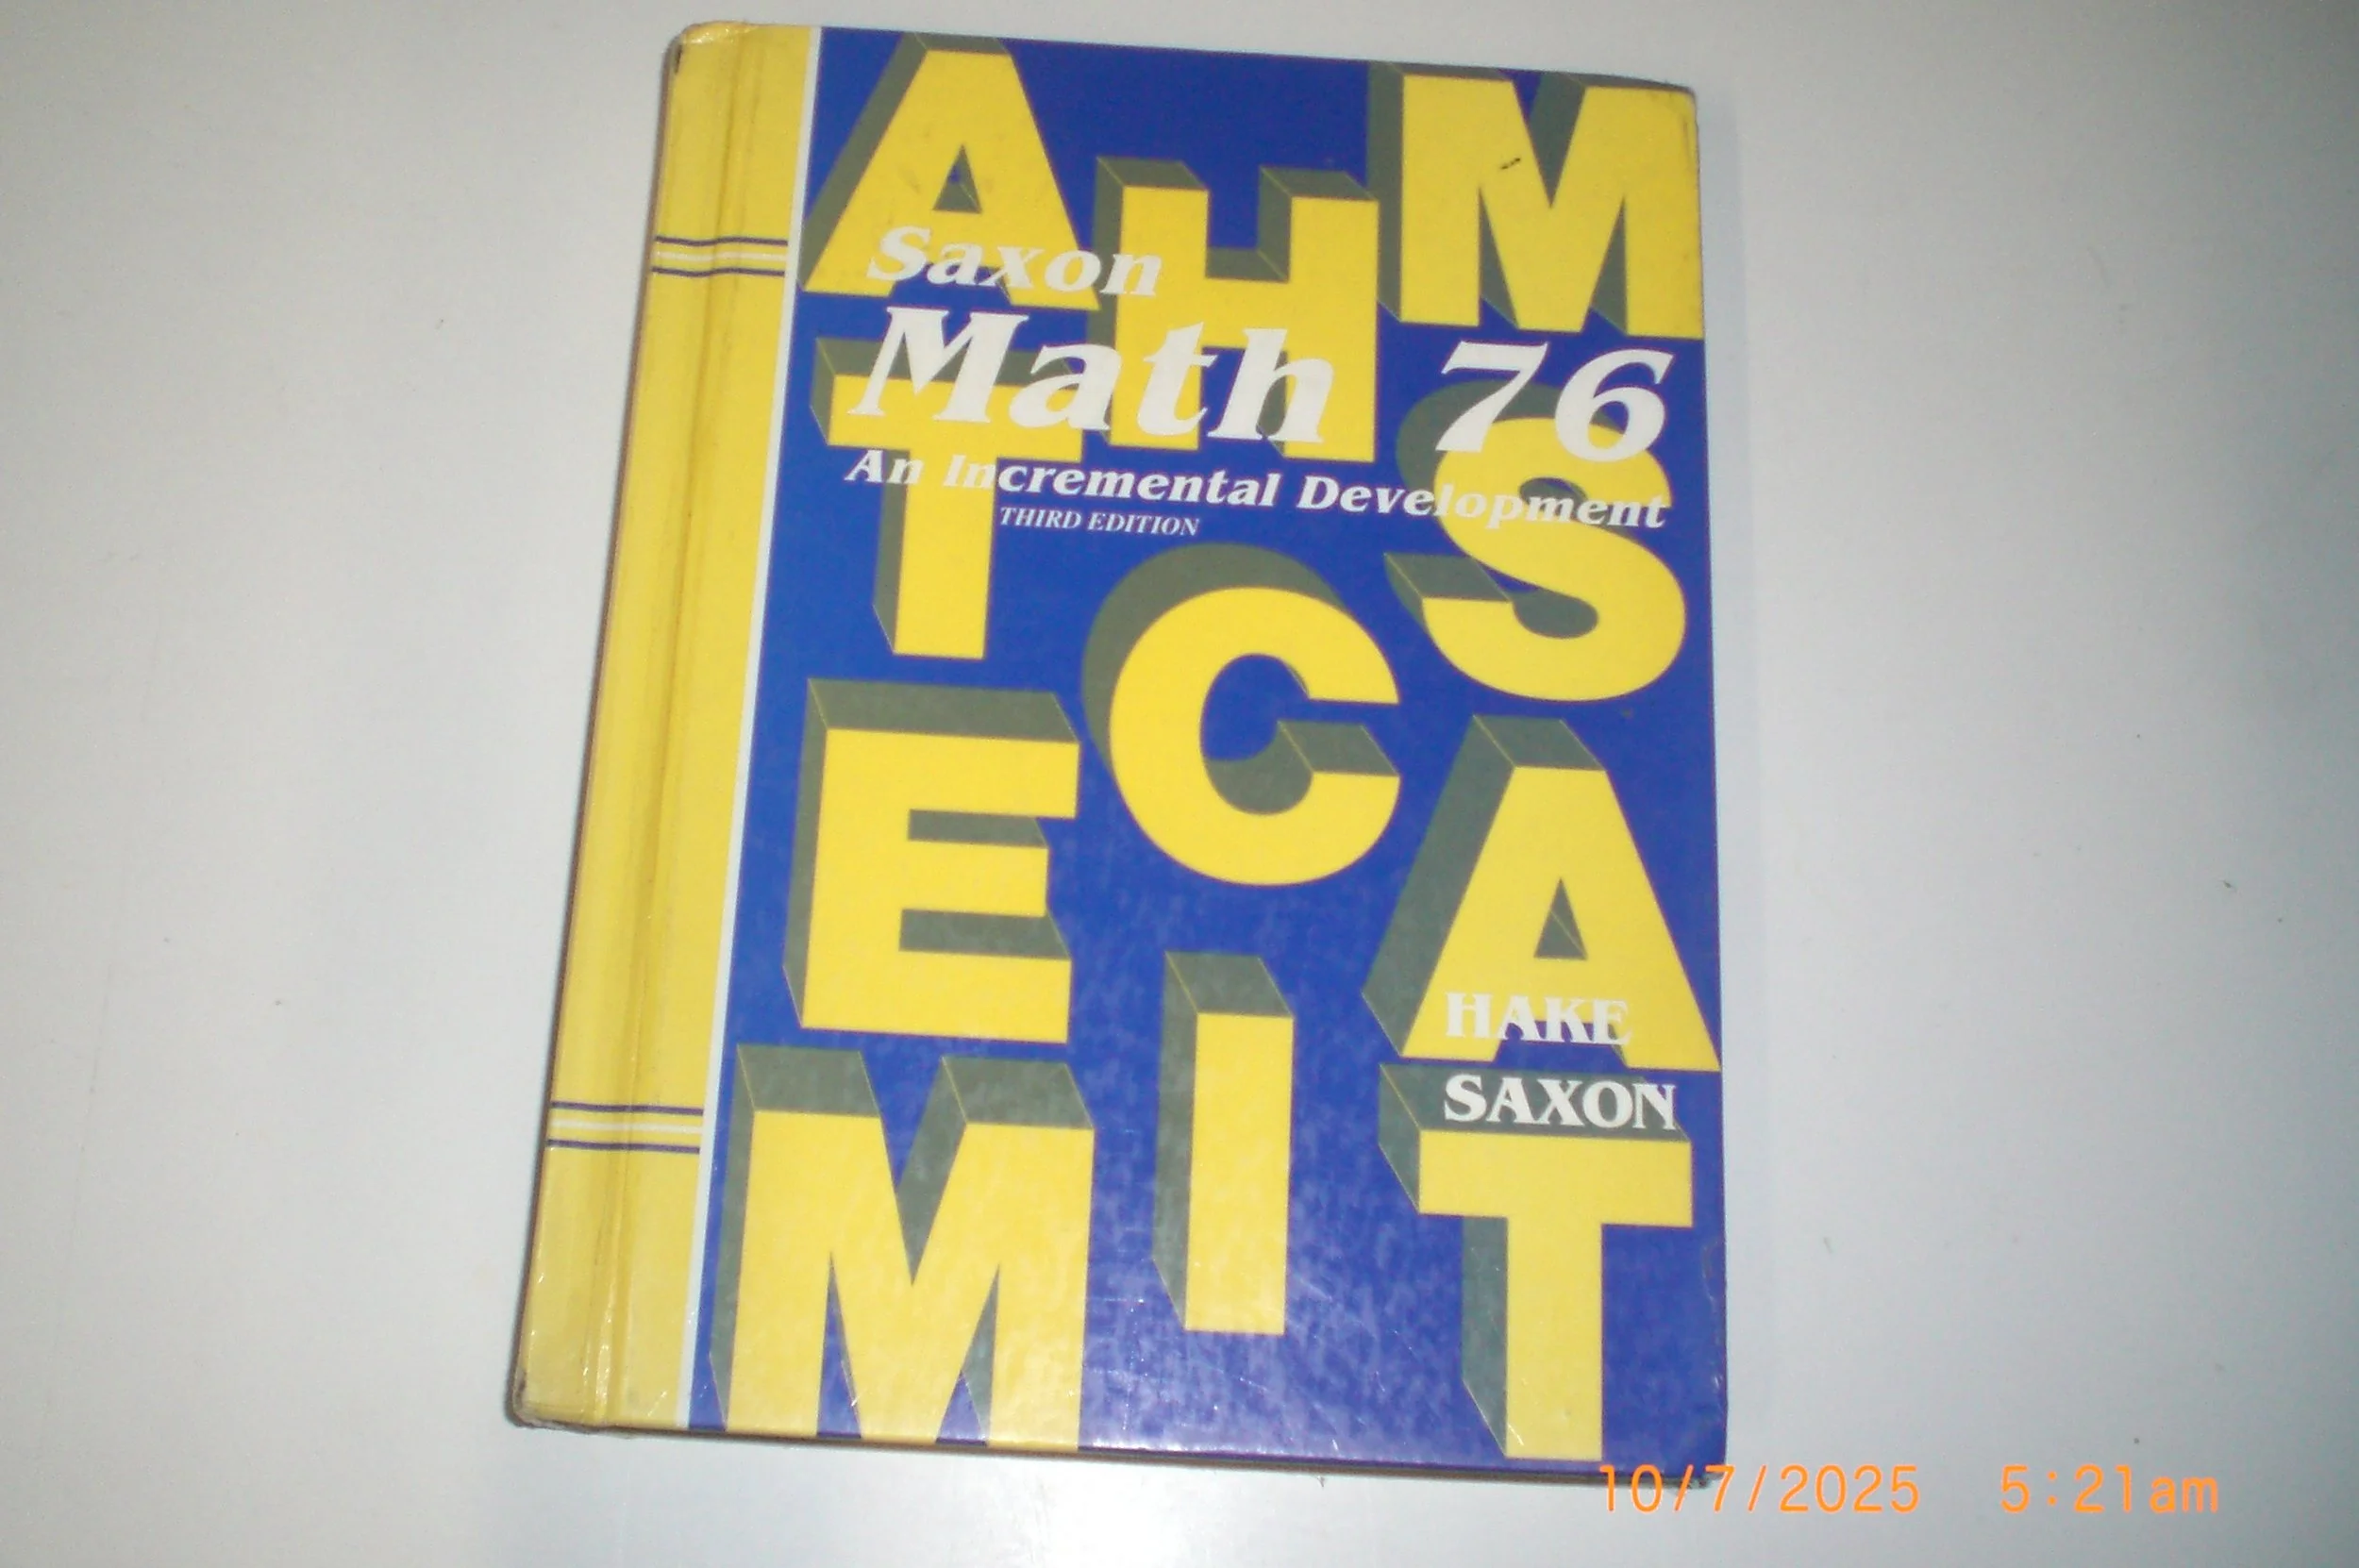 A H M
Saxon
Math 76
T S
An Incremental Development
THIRD EDITION
C
E A
HAKE
SAXON
M I T
10/7/2025 5:21am